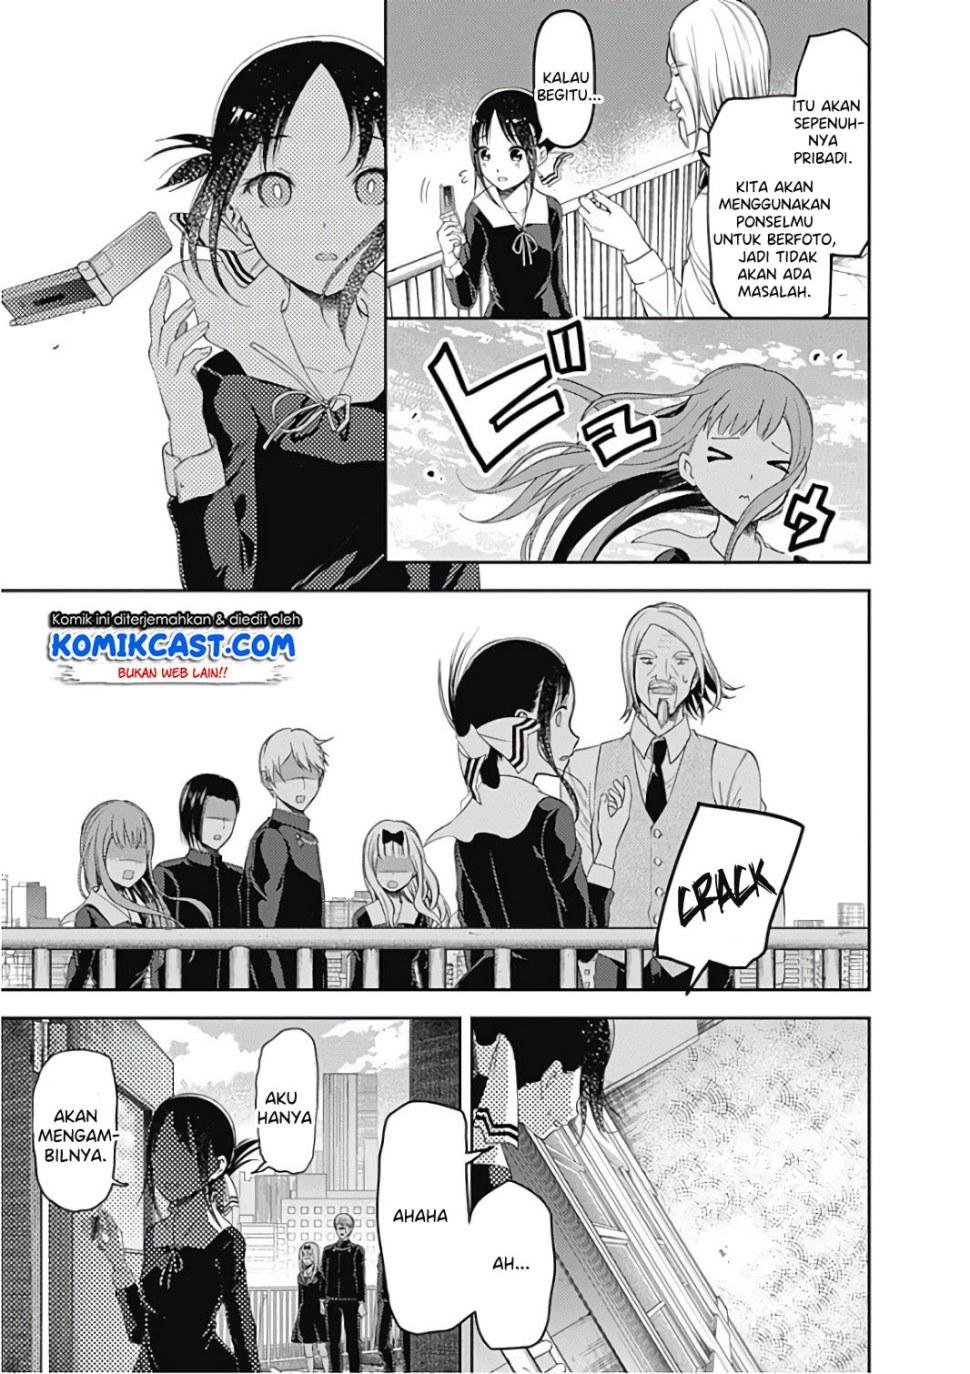 ITU AKAN
SEPENUH-
NYA
PRIBADI.
KITA AKAN
MENGGUNAKAN
PONSELMU
UNTUK BERFOTO,
JADI TIDAK
AKAN ADA
MASALAH.
KALAU
BEGITU...
ビュゥ
Komik ini diterjemahkan & diedit oleh
KOMIKCAST.COM
BUKAN WEB LAIN!!
CRACK
AH...
AHAHA
AKU
HANYA
AKAN
MENGAM-
BILNYA.